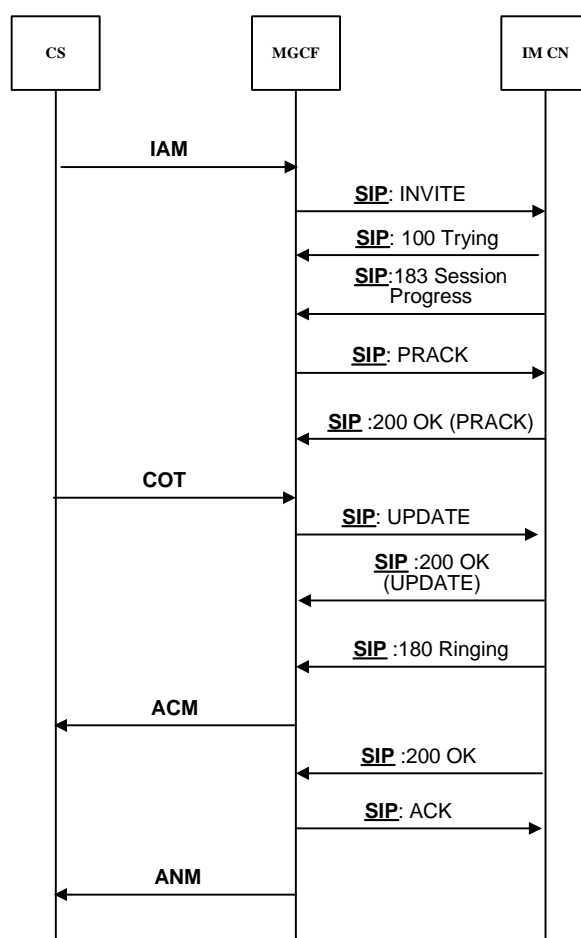 CS
MGCF
IM CN
IAM
SIP: INVITE
SIP: 100 Trying
SIP:183 Session
Progress
SIP: PRACK
SIP :200 OK (PRACK)
COT
SIP: UPDATE
SIP :200 OK
(UPDATE)
SIP :180 Ringing
ACM
SIP :200 OK
SIP: ACK
ANM